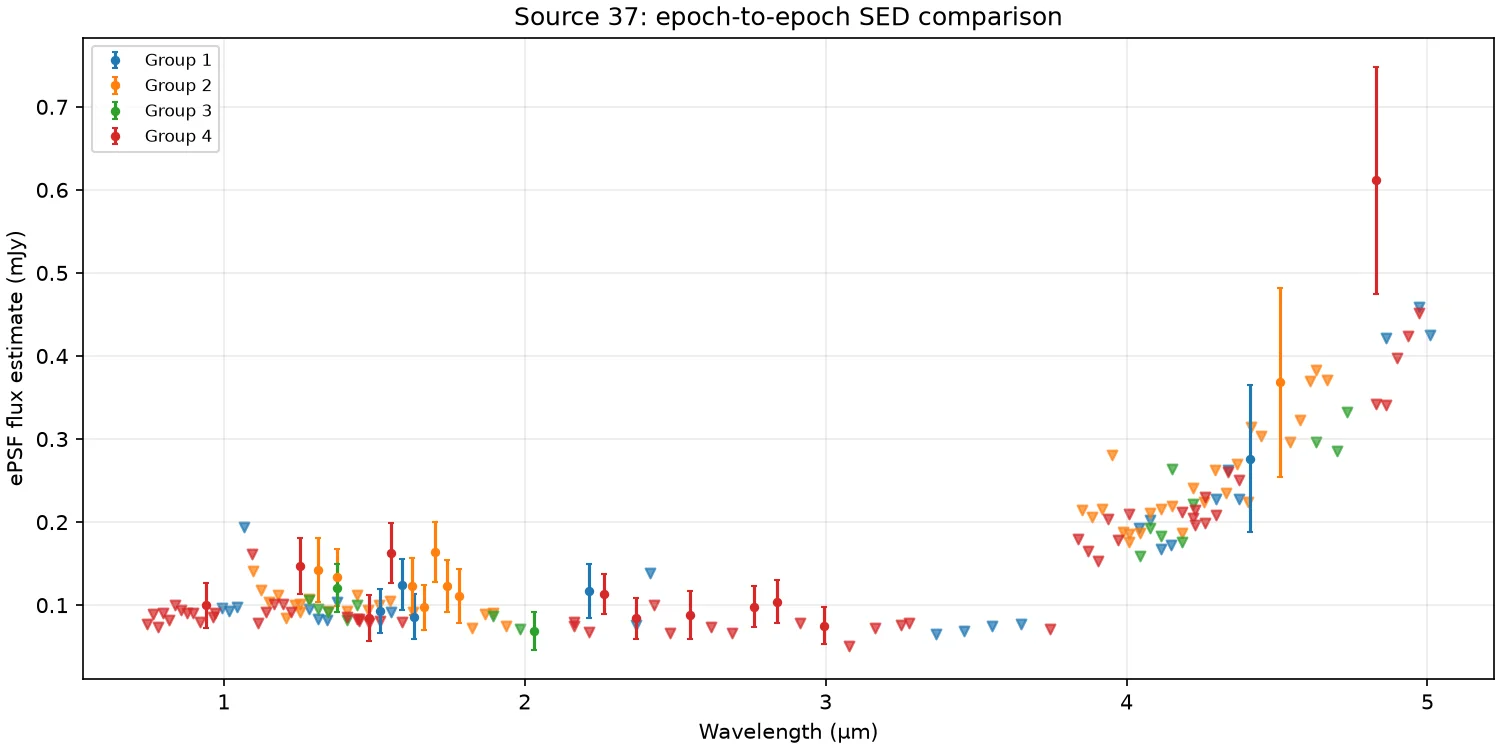 Source 37: epoch-to-epoch SED comparison
Group 1
Group 2
Group 3
Group 4
ePSF flux estimate (mJy)
0.7
0.6
0.5
0.4
0.3
0.2
0.1
1 2 3 4 5
Wavelength (μm)